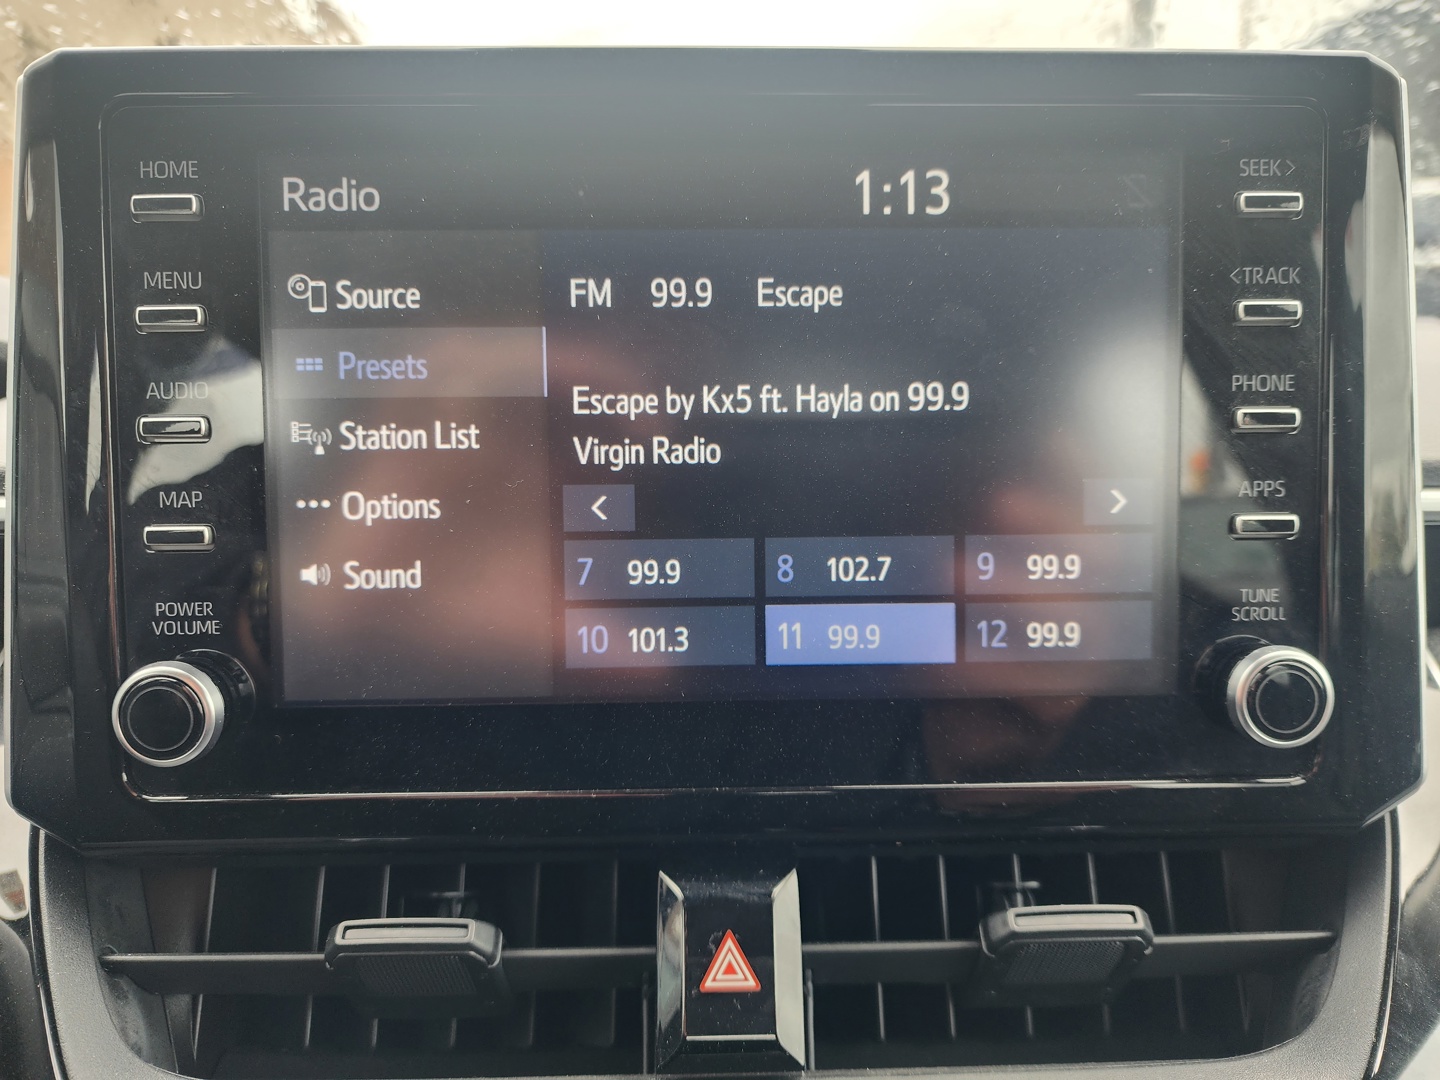 HOME
MENU
AUDIO
MAP
POWER
VOLUME
Radio
1:13
Source
Presets
Station List
Options
Sound
FM 99.9 Escape
Escape by Kx5 ft. Hayla on 99.9
Virgin Radio
< >
7 99.9 8 102.7 9 99.9
10 101.3 11 99.9 12 99.9
SEEK >
< TRACK
PHONE
APPS
TUNE
SCROLL